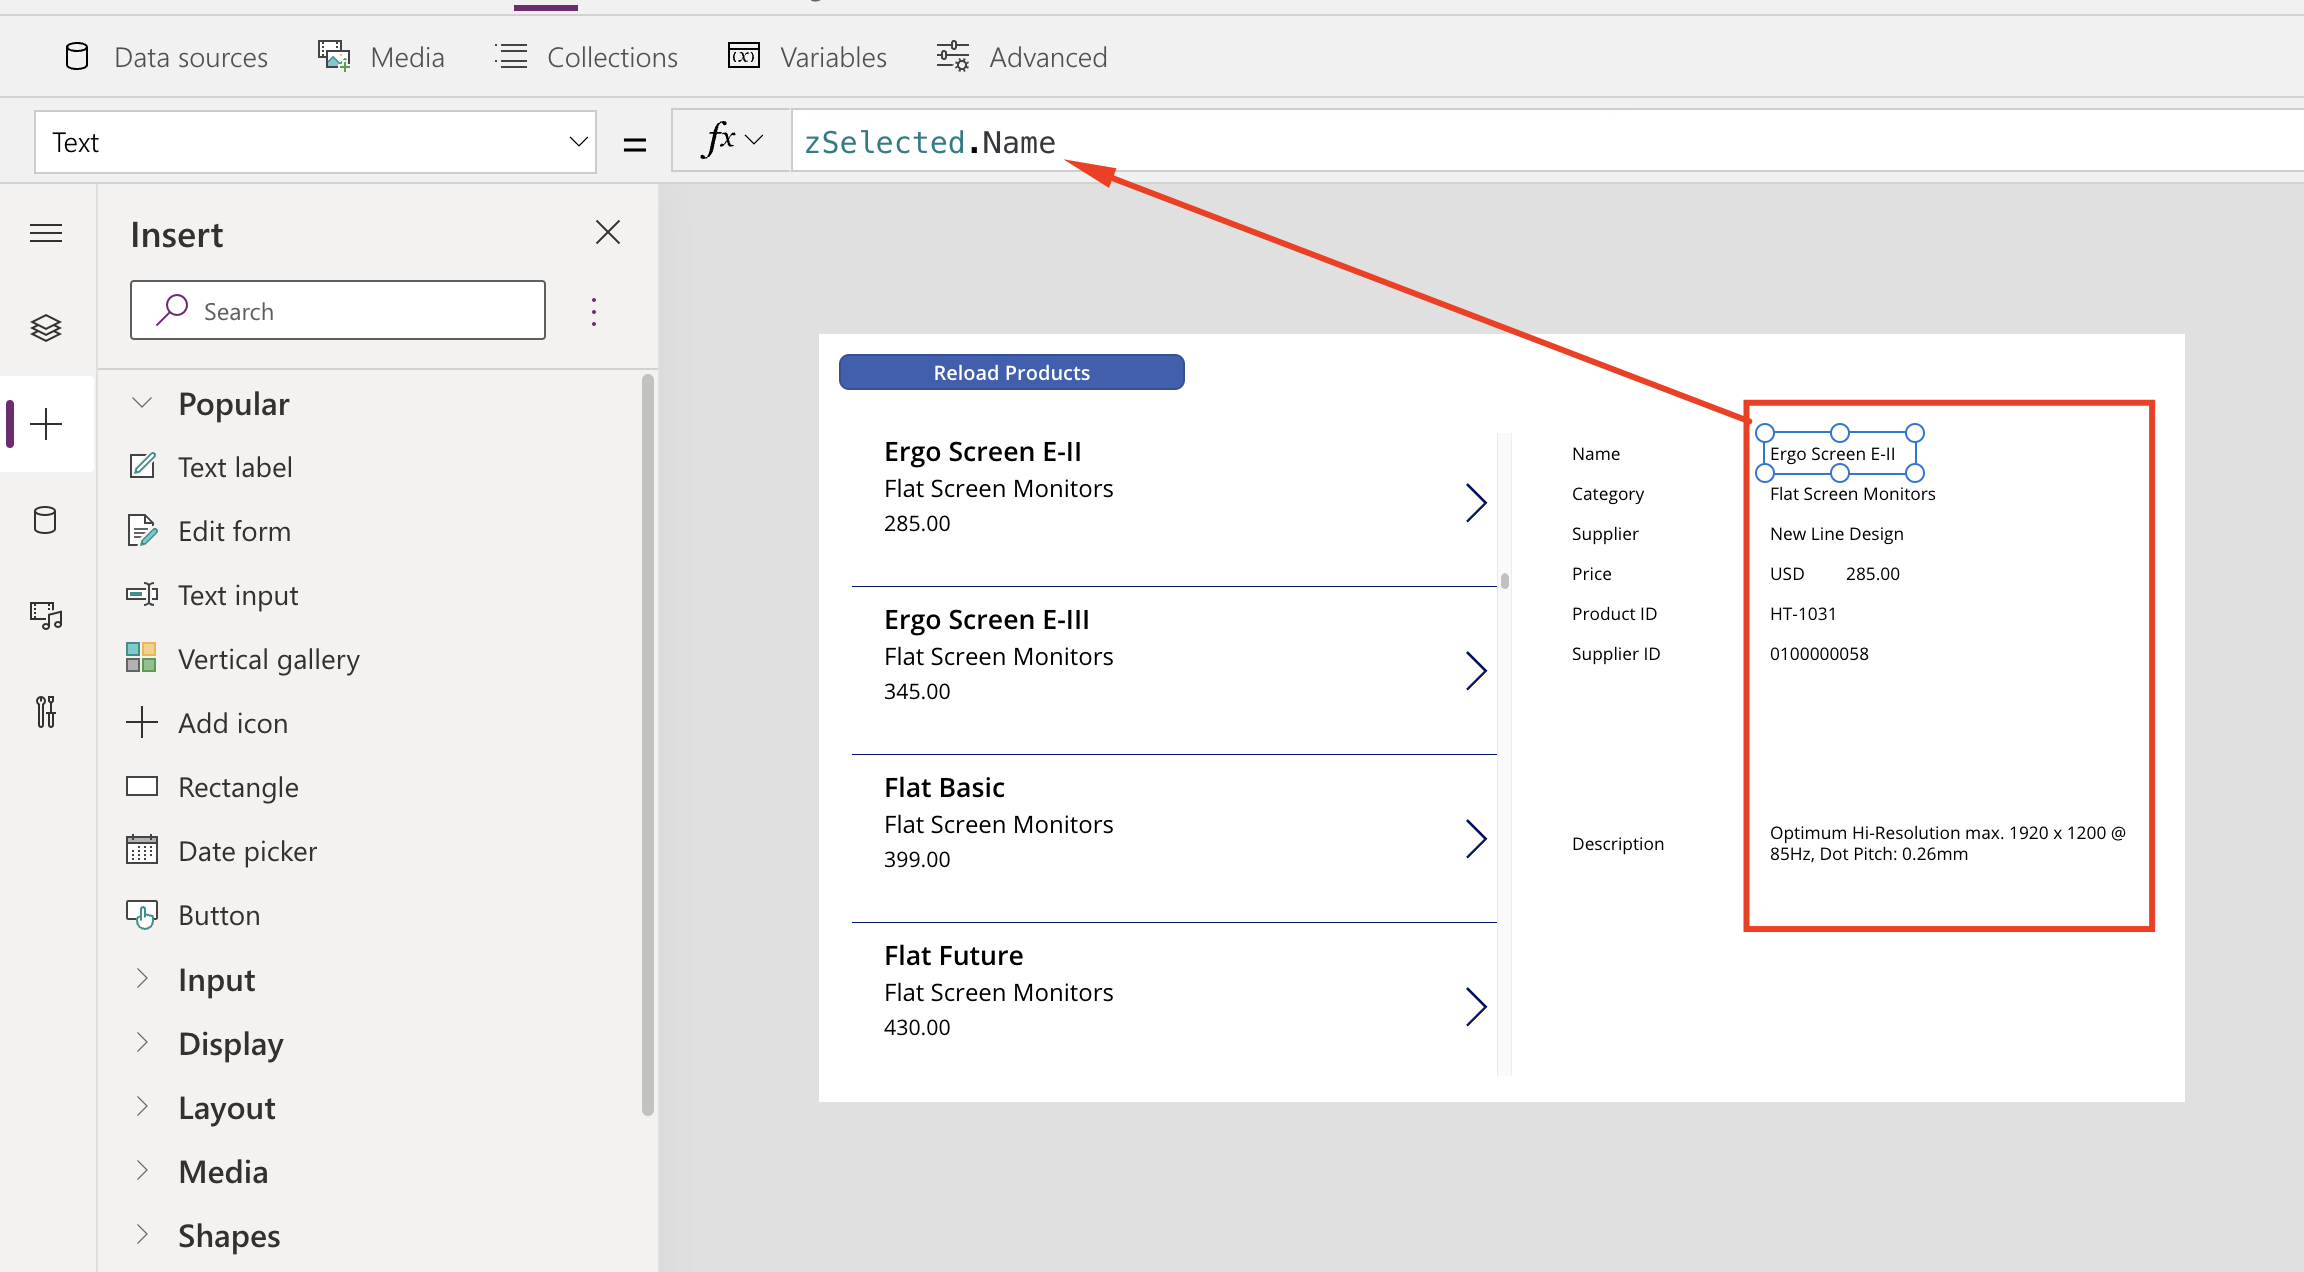 Data sources
Media
Collections
Variables
Advanced
Text
=
fx
zSelected.Name
Insert
Search
Popular
Text label
Edit form
Text input
Vertical gallery
Add icon
Rectangle
Date picker
Button
Input
Display
Layout
Media
Shapes
Reload Products
Ergo Screen E-II
Flat Screen Monitors
285.00
Ergo Screen E-III
Flat Screen Monitors
345.00
Flat Basic
Flat Screen Monitors
399.00
Flat Future
Flat Screen Monitors
430.00
Name Ergo Screen E-II
Category Flat Screen Monitors
Supplier New Line Design
Price USD 285.00
Product ID HT-1031
Supplier ID 0100000058
Description
Optimum Hi-Resolution max. 1920 x 1200 @
85Hz, Dot Pitch: 0.26mm